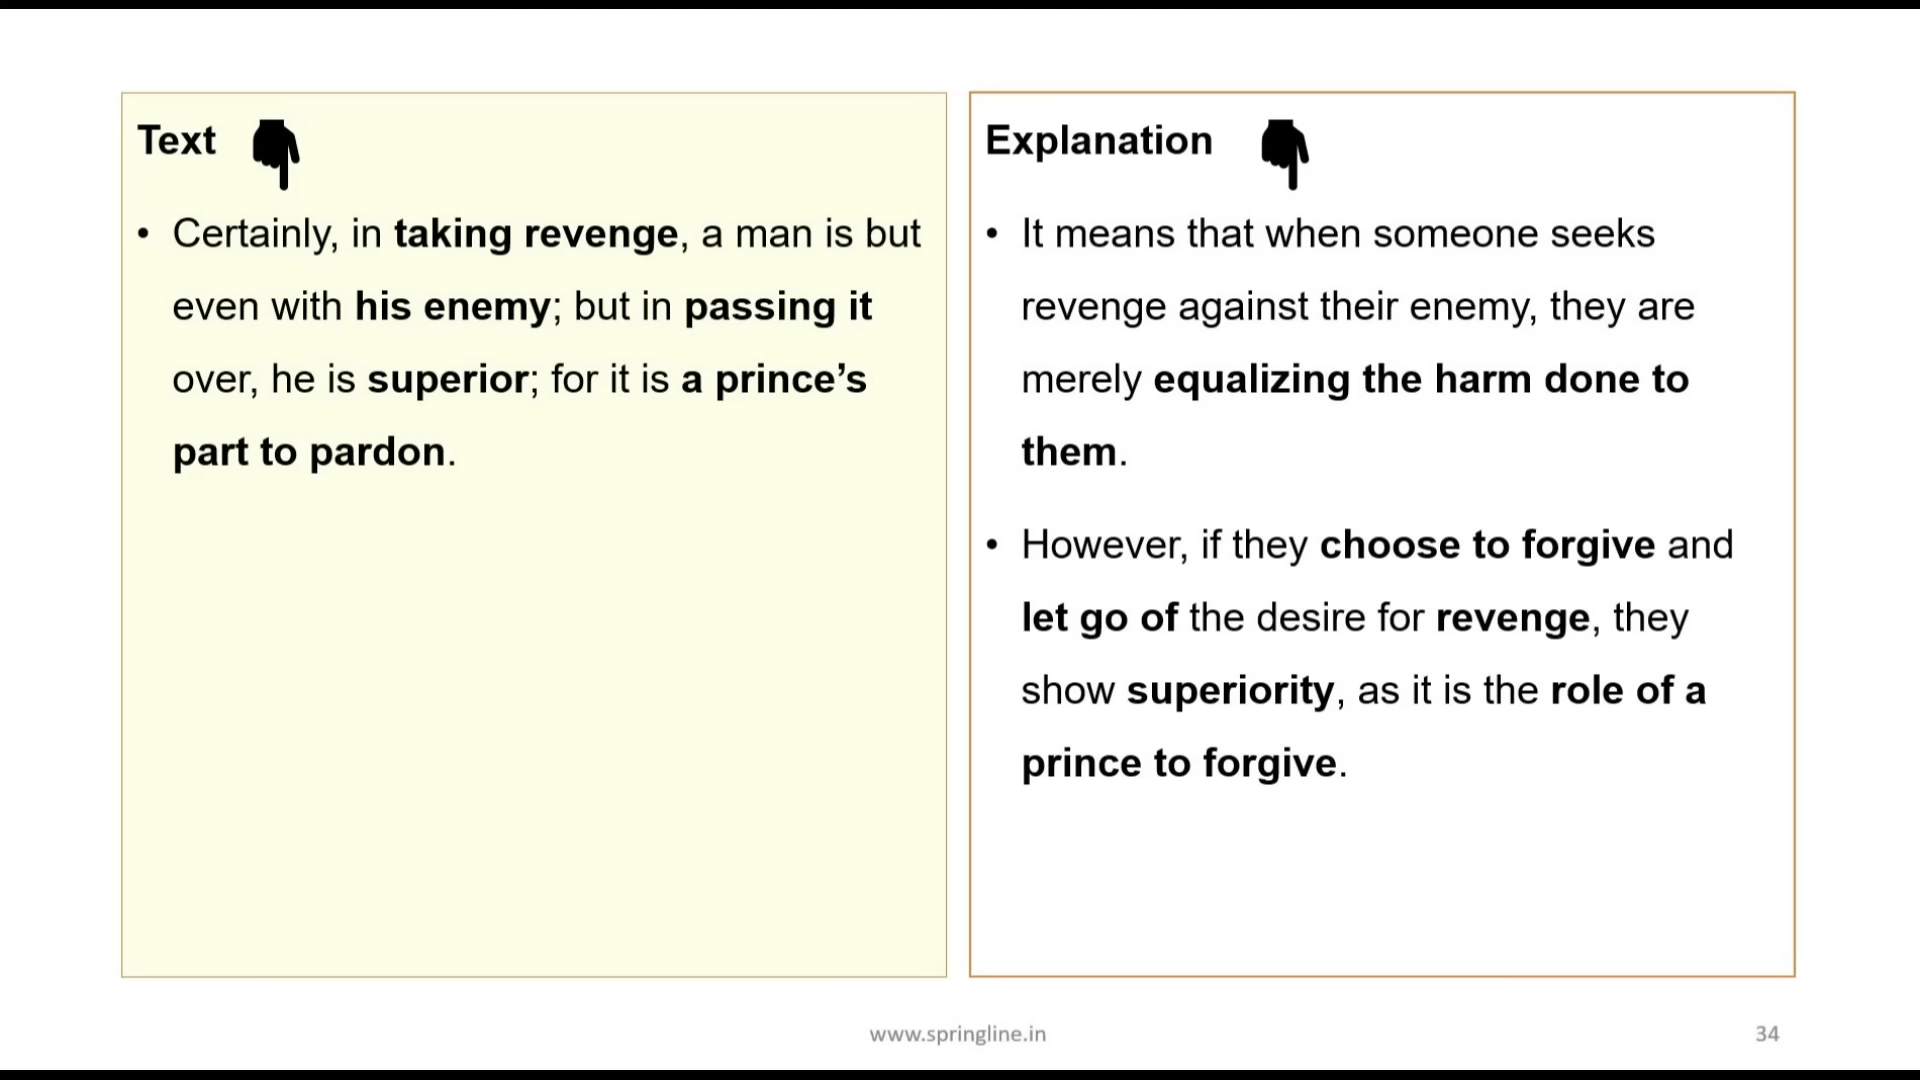 Text
• Certainly, in taking revenge, a man is but
even with his enemy; but in passing it
over, he is superior; for it is a prince’s
part to pardon.
Explanation
• It means that when someone seeks
revenge against their enemy, they are
merely equalizing the harm done to
them.
• However, if they choose to forgive and
let go of the desire for revenge, they
show superiority, as it is the role of a
prince to forgive.
www.springline.in
34